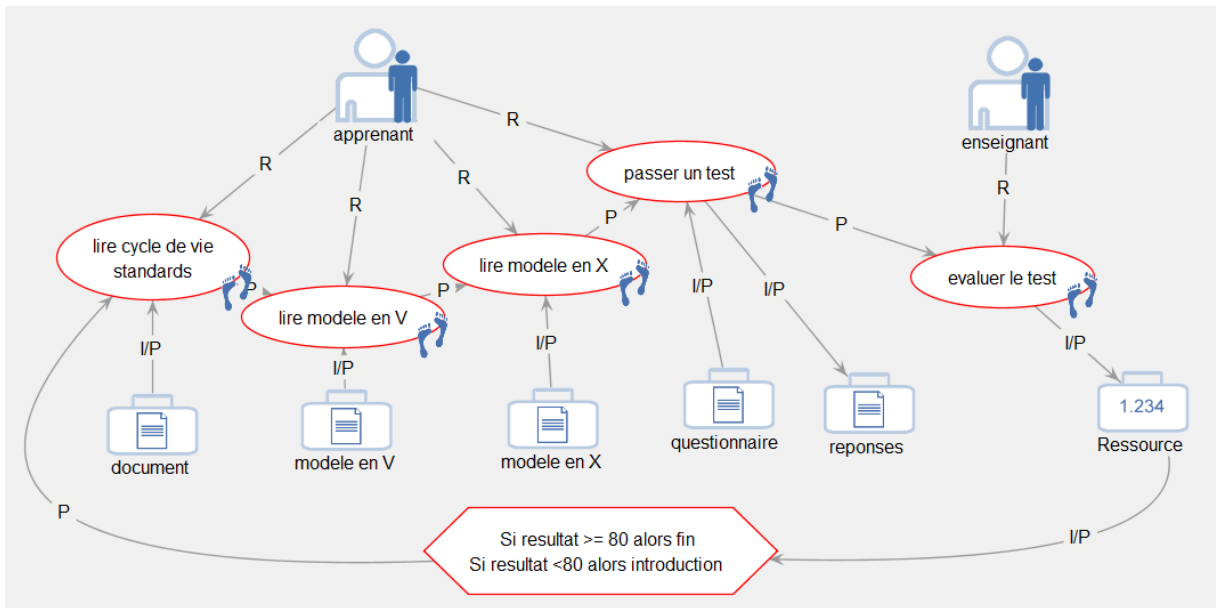 apprenant
enseignant
R
R
R
R
R
passer un test
lire cycle de vie
standards
lire modele en X
evaluer le test
lire modele en V
P
P
P
P
I/P
I/P
I/P
I/P
I/P
I/P
1.234
document
modele en V
modele en X
questionnaire
reponses
Ressource
P
I/P
Si resultat >= 80 alors fin
Si resultat <80 alors introduction